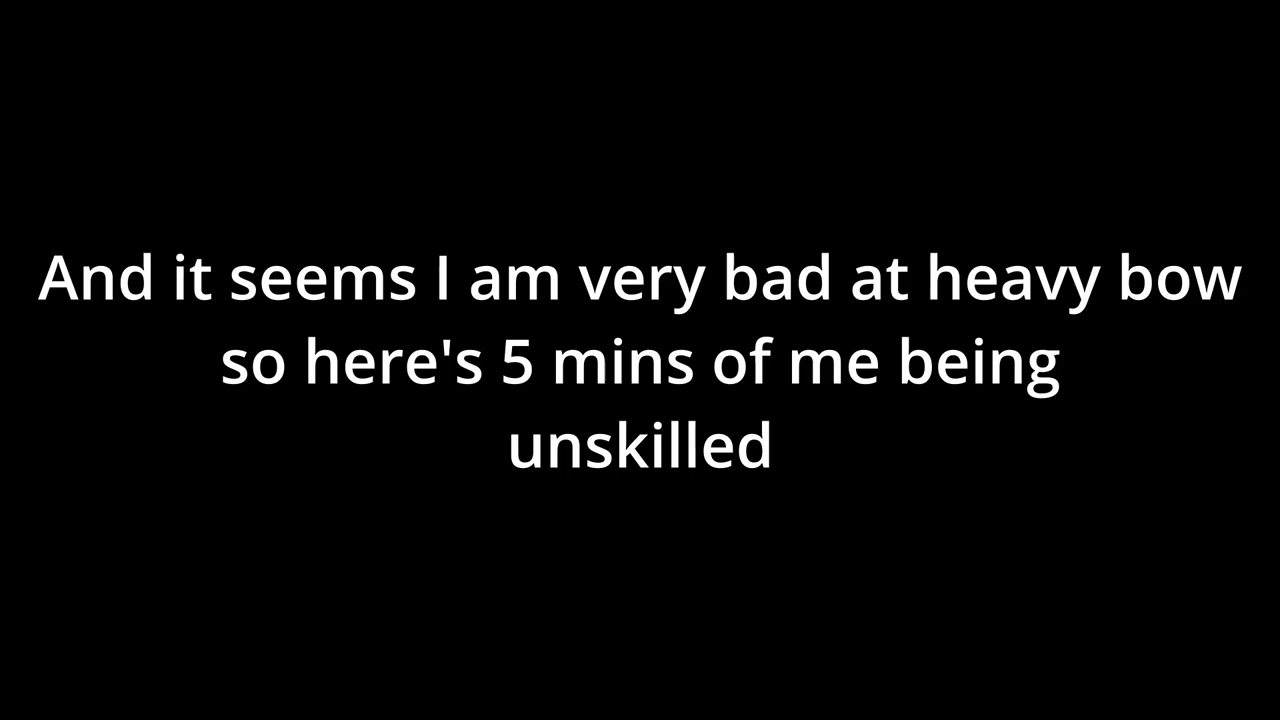 And it seems I am very bad at heavy bow
so here's 5 mins of me being
unskilled